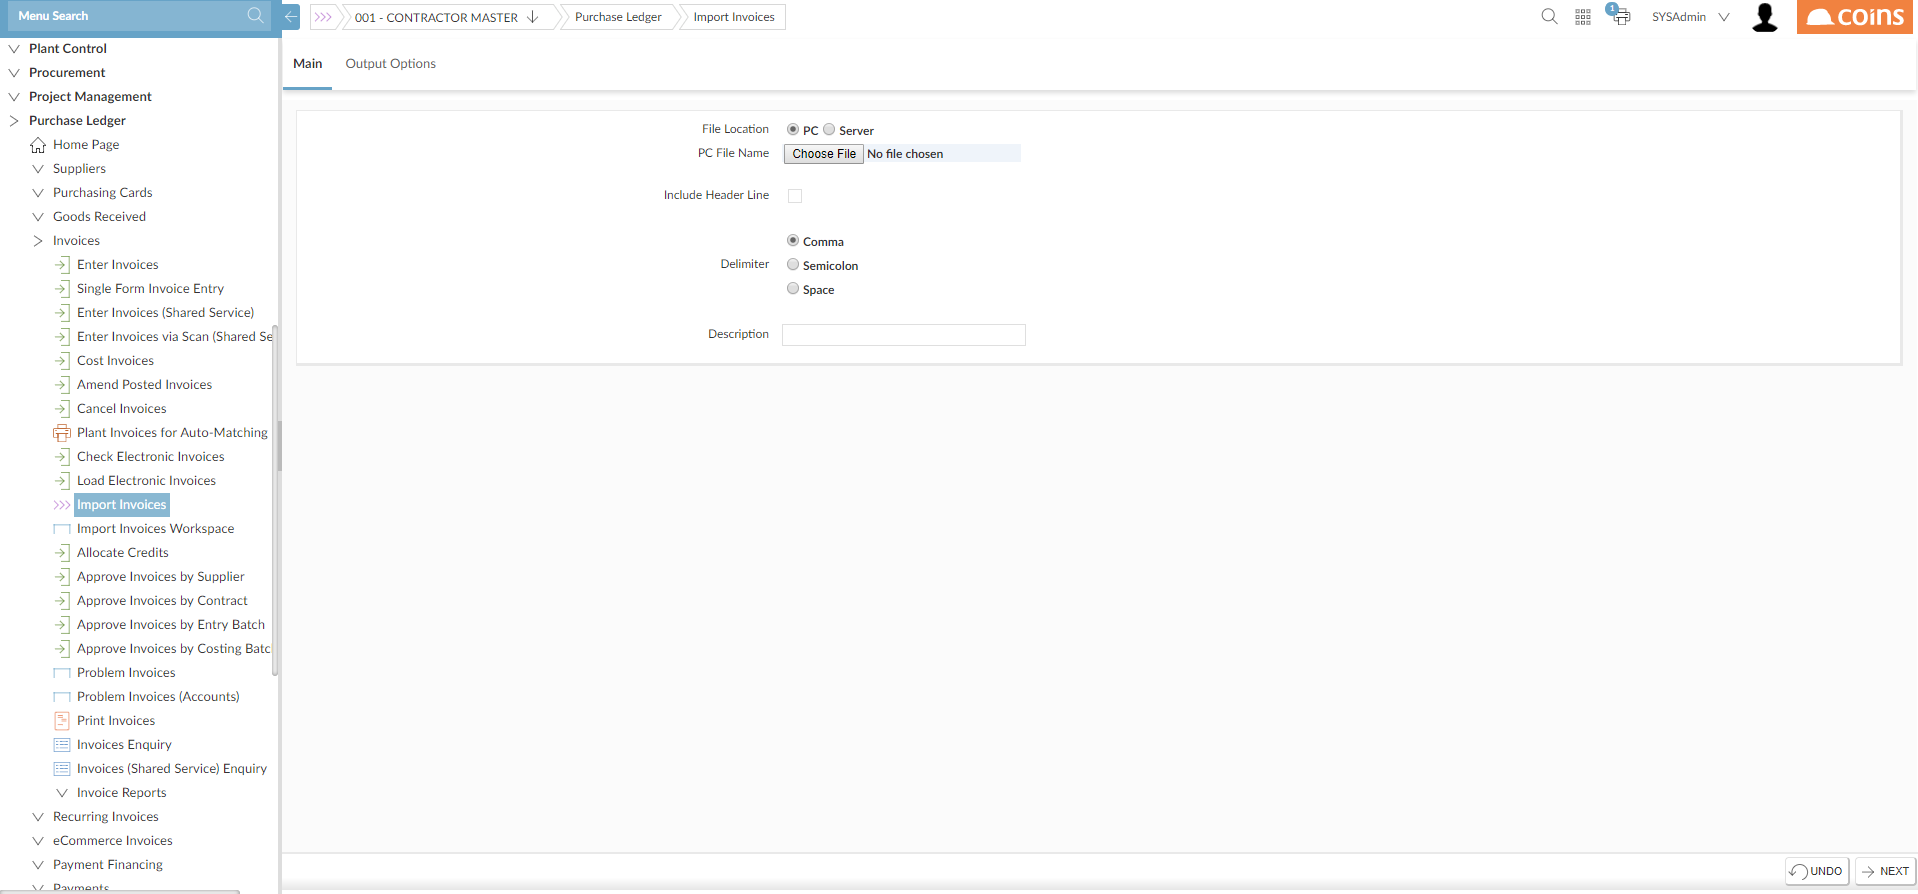 Menu Search
001 - CONTRACTOR MASTER
Purchase Ledger
Import Invoices
1
SYSAdmin
coins
Plant Control
Procurement
Project Management
Purchase Ledger
Home Page
Suppliers
Purchasing Cards
Goods Received
Invoices
Enter Invoices
Single Form Invoice Entry
Enter Invoices (Shared Service)
Enter Invoices via Scan (Shared Se
Cost Invoices
Amend Posted Invoices
Cancel Invoices
Plant Invoices for Auto-Matching
Check Electronic Invoices
Load Electronic Invoices
Import Invoices
Import Invoices Workspace
Allocate Credits
Approve Invoices by Supplier
Approve Invoices by Contract
Approve Invoices by Entry Batch
Approve Invoices by Costing Batc
Problem Invoices
Problem Invoices (Accounts)
Print Invoices
Invoices Enquiry
Invoices (Shared Service) Enquiry
Invoice Reports
Recurring Invoices
eCommerce Invoices
Payment Financing
Payments
Main Output Options
File Location PC Server
PC File Name Choose File No file chosen
Include Header Line
Delimiter
Comma
Semicolon
Space
Description
UNDO
NEXT